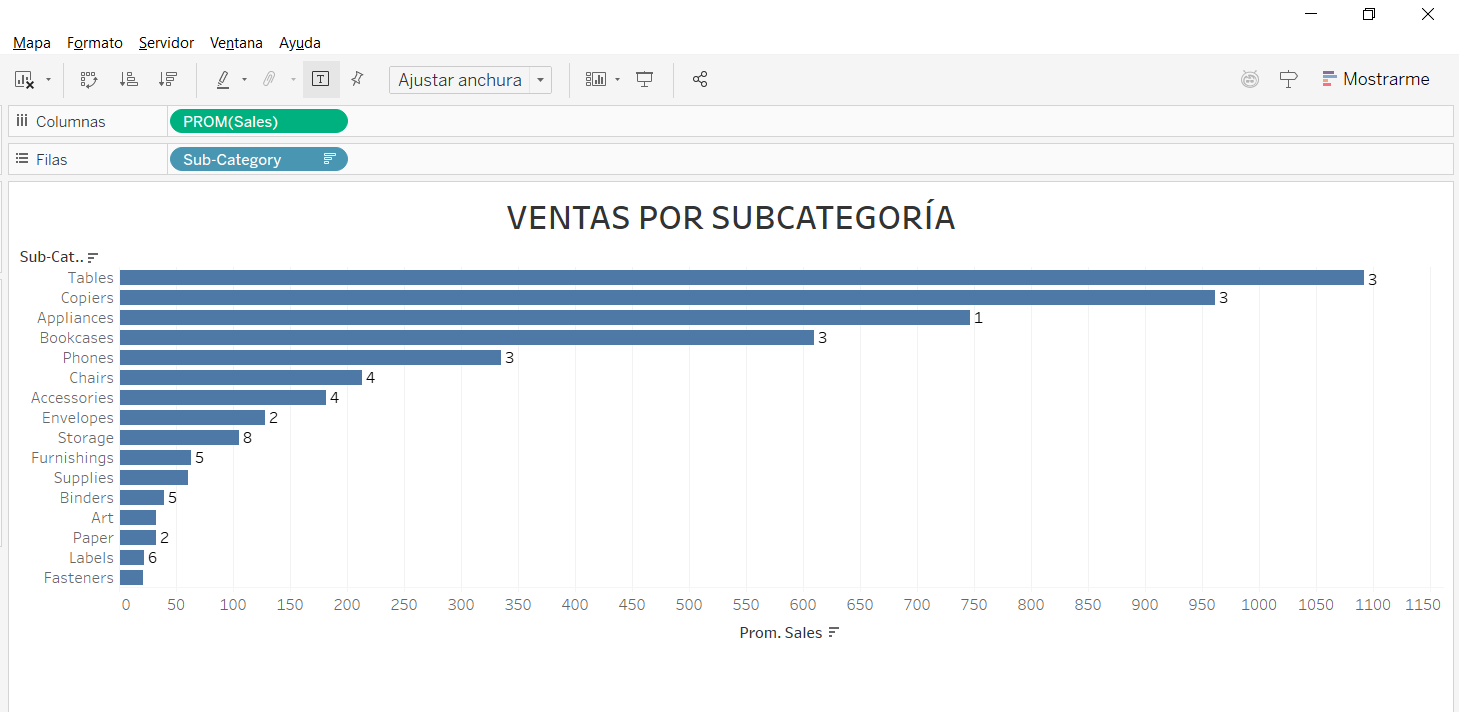 Mapa Formato Servidor Ventana Ayuda
T Ajustar anchura Mostrarme
Columnas PROM(Sales)
Filas Sub-Category
VENTAS POR SUBCATEGORÍA
Sub-Cat..
Tables 3
Copiers 3
Appliances 1
Bookcases 3
Phones 3
Chairs 4
Accessories 4
Envelopes 2
Storage 8
Furnishings 5
Supplies
Binders 5
Art
Paper 2
Labels 6
Fasteners
0 50 100 150 200 250 300 350 400 450 500 550 600 650 700 750 800 850 900 950 1000 1050 1100 1150
Prom. Sales